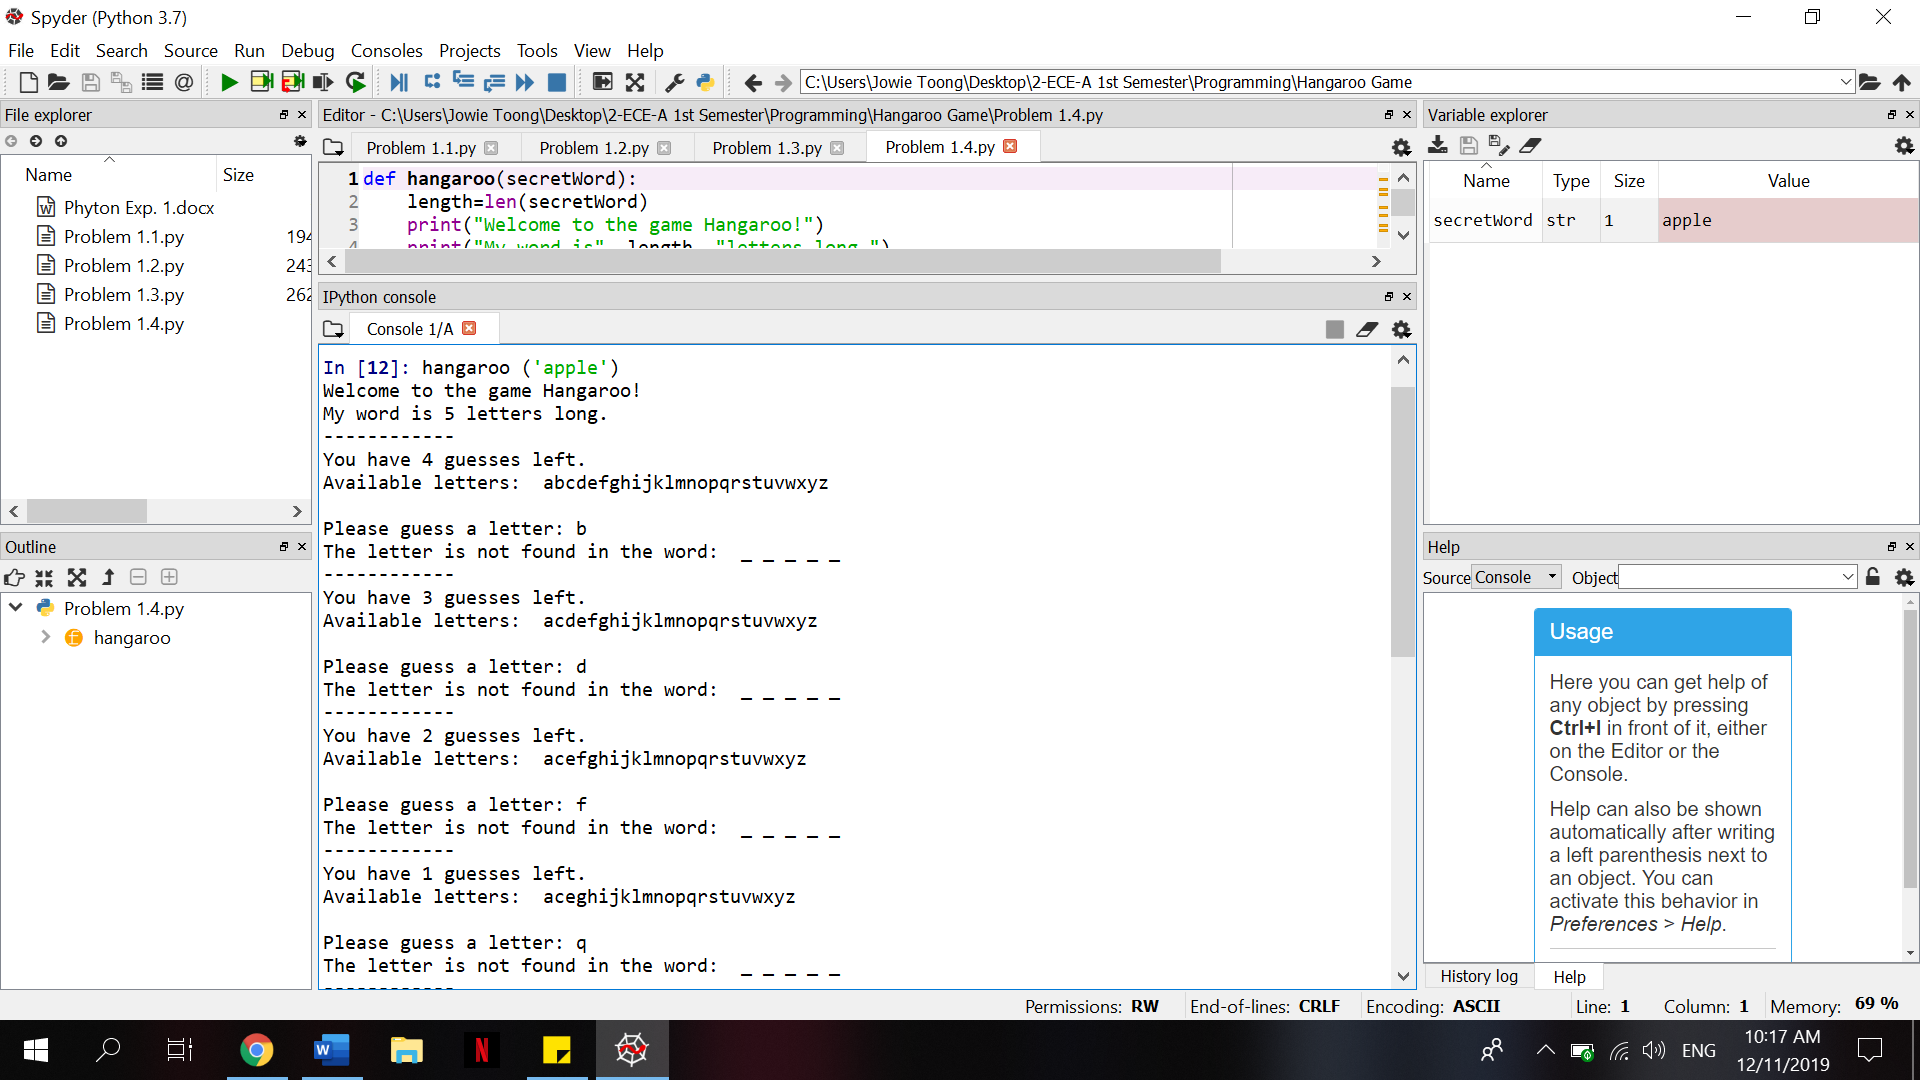 Spyder (Python 3.7)
File Edit Search Source Run Debug Consoles Projects Tools View Help
C:\Users\Jowie Toong\Desktop\2-ECE-A 1st Semester\Programming\Hangaroo Game
File explorer
Name Size
Phyton Exp. 1.docx
Problem 1.1.py 194
Problem 1.2.py 243
Problem 1.3.py 262
Problem 1.4.py
Outline
Problem 1.4.py
hangaroo
Editor - C:\Users\Jowie Toong\Desktop\2-ECE-A 1st Semester\Programming\Hangaroo Game\Problem 1.4.py
Problem 1.1.py Problem 1.2.py Problem 1.3.py Problem 1.4.py
1 def hangaroo(secretWord):
2 length=len(secretWord)
3 print("Welcome to the game Hangaroo!")
4 print("My word is", length, "letters long.")
IPython console
Console 1/A
In [12]: hangaroo ('apple')
Welcome to the game Hangaroo!
My word is 5 letters long.
------------
You have 4 guesses left.
Available letters:  abcdefghijklmnopqrstuvwxyz
Please guess a letter: b
The letter is not found in the word:  _ _ _ _ _
------------
You have 3 guesses left.
Available letters:  acdefghijklmnopqrstuvwxyz
Please guess a letter: d
The letter is not found in the word:  _ _ _ _ _
------------
You have 2 guesses left.
Available letters:  acefghijklmnopqrstuvwxyz
Please guess a letter: f
The letter is not found in the word:  _ _ _ _ _
------------
You have 1 guesses left.
Available letters:  aceghijklmnopqrstuvwxyz
Please guess a letter: q
The letter is not found in the word:  _ _ _ _ _
------------
Variable explorer
Name Type Size Value
secretWord str 1 apple
Help
Source Console Object
Usage
Here you can get help of
any object by pressing
Ctrl+I in front of it, either
on the Editor or the
Console.
Help can also be shown
automatically after writing
a left parenthesis next to
an object. You can
activate this behavior in
Preferences > Help.
History log Help
Permissions: RW End-of-lines: CRLF Encoding: ASCII Line: 1 Column: 1 Memory: 69 %
ENG
10:17 AM
12/11/2019